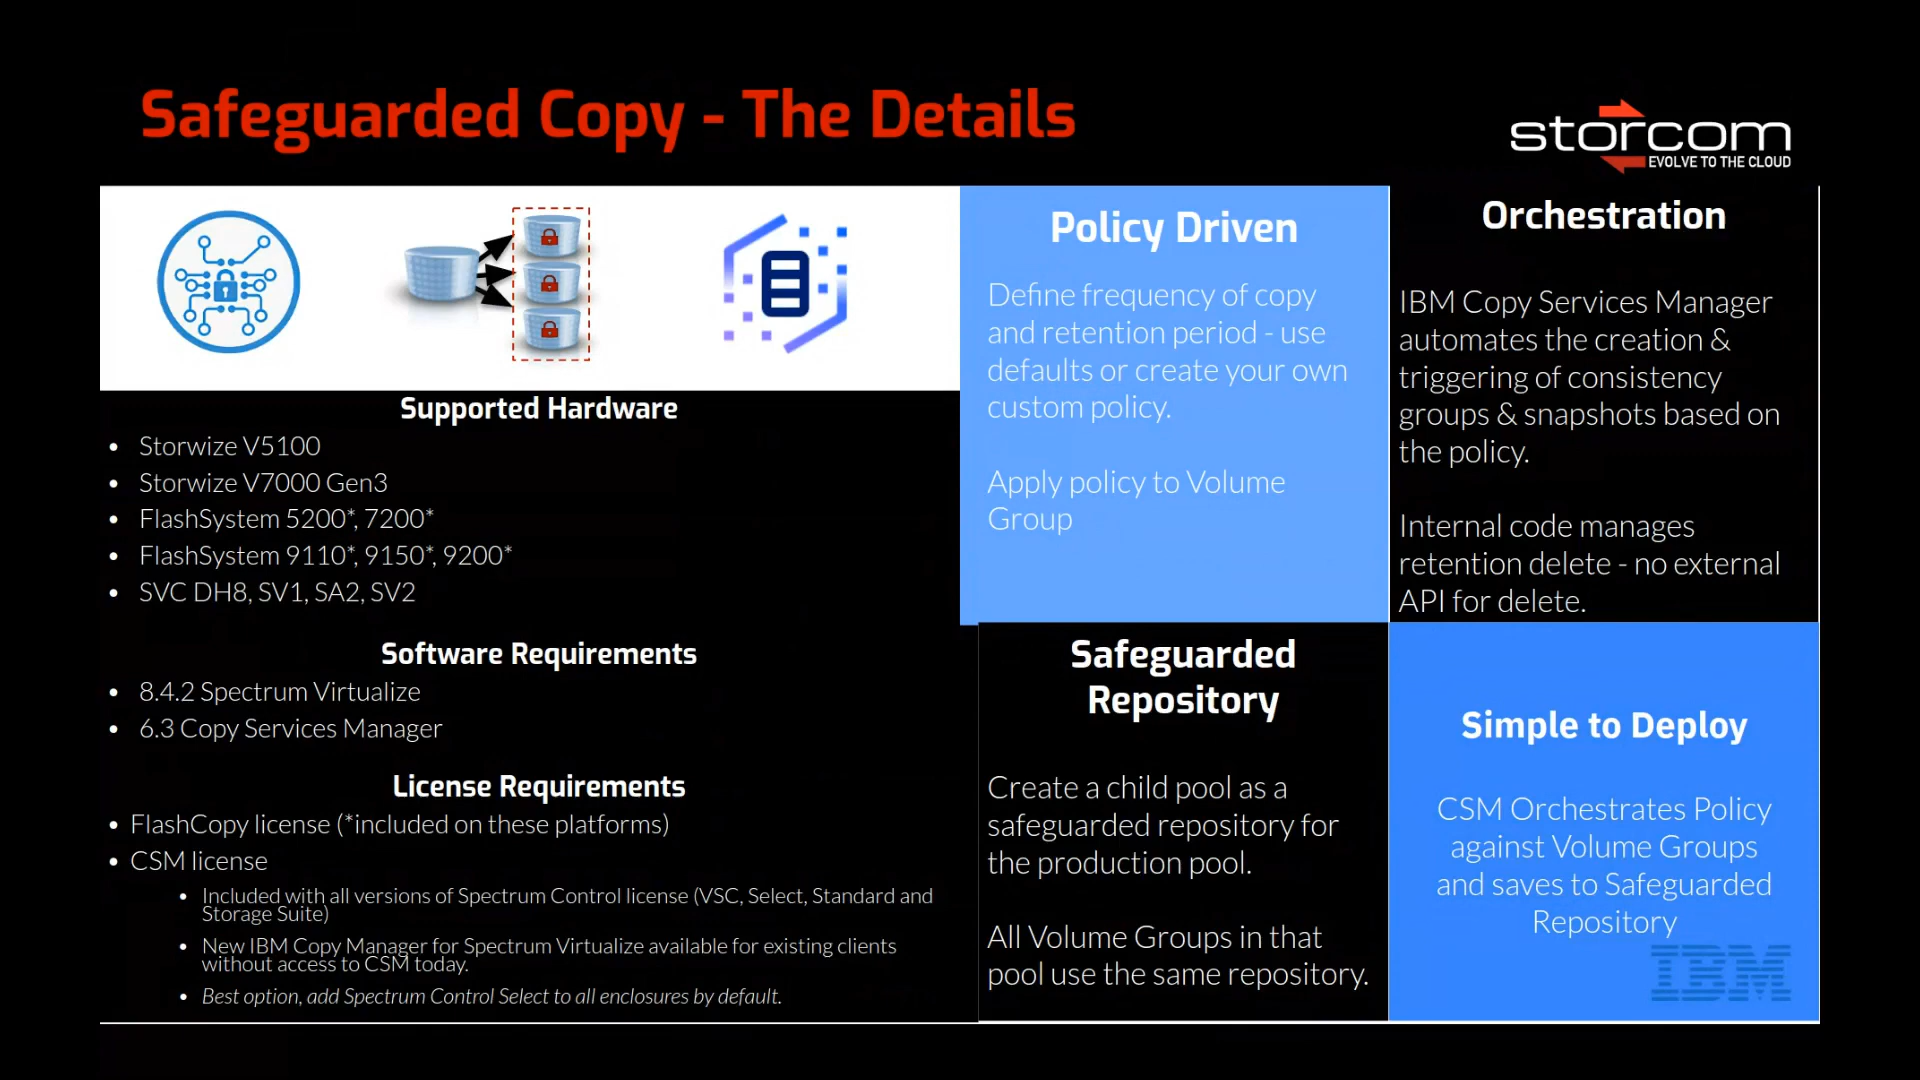 Safeguarded Copy - The Details
storcom
EVOLVE TO THE CLOUD
Supported Hardware
• Storwize V5100
• Storwize V7000 Gen3
• FlashSystem 5200*, 7200*
• FlashSystem 9110*, 9150*, 9200*
• SVC DH8, SV1, SA2, SV2
Software Requirements
• 8.4.2 Spectrum Virtualize
• 6.3 Copy Services Manager
License Requirements
• FlashCopy license (*included on these platforms)
• CSM license
• Included with all versions of Spectrum Control license (VSC, Select, Standard and
Storage Suite)
• New IBM Copy Manager for Spectrum Virtualize available for existing clients
without access to CSM today.
• Best option, add Spectrum Control Select to all enclosures by default.
Policy Driven
Define frequency of copy
and retention period - use
defaults or create your own
custom policy.
Apply policy to Volume
Group
Orchestration
IBM Copy Services Manager
automates the creation &
triggering of consistency
groups & snapshots based on
the policy.
Internal code manages
retention delete - no external
API for delete.
Safeguarded
Repository
Create a child pool as a
safeguarded repository for
the production pool.
All Volume Groups in that
pool use the same repository.
Simple to Deploy
CSM Orchestrates Policy
against Volume Groups
and saves to Safeguarded
Repository
IBM